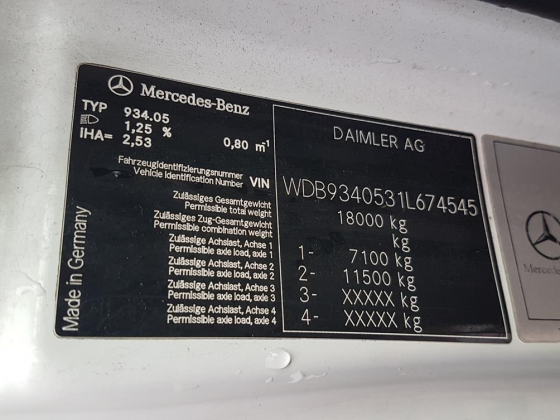 Mercedes-Benz
TYP 934.05
1,25 %
IHA= 2,53 0,80 m¹
DAIMLER AG
Fahrzeugidentifizierungsnummer
Vehicle Identification Number VIN WDB9340531L674545
Zulässiges Gesamtgewicht
Permissible total weight 18000 kg
Zulässiges Zug-Gesamtgewicht
Permissible combination weight kg
Zulässige Achslast, Achse 1
Permissible axle load, axle 1 1- 7100 kg
Zulässige Achslast, Achse 2
Permissible axle load, axle 2 2- 11500 kg
Zulässige Achslast, Achse 3
Permissible axle load, axle 3 3- XXXXX kg
Zulässige Achslast, Achse 4
Permissible axle load, axle 4 4- XXXXX kg
Made in Germany